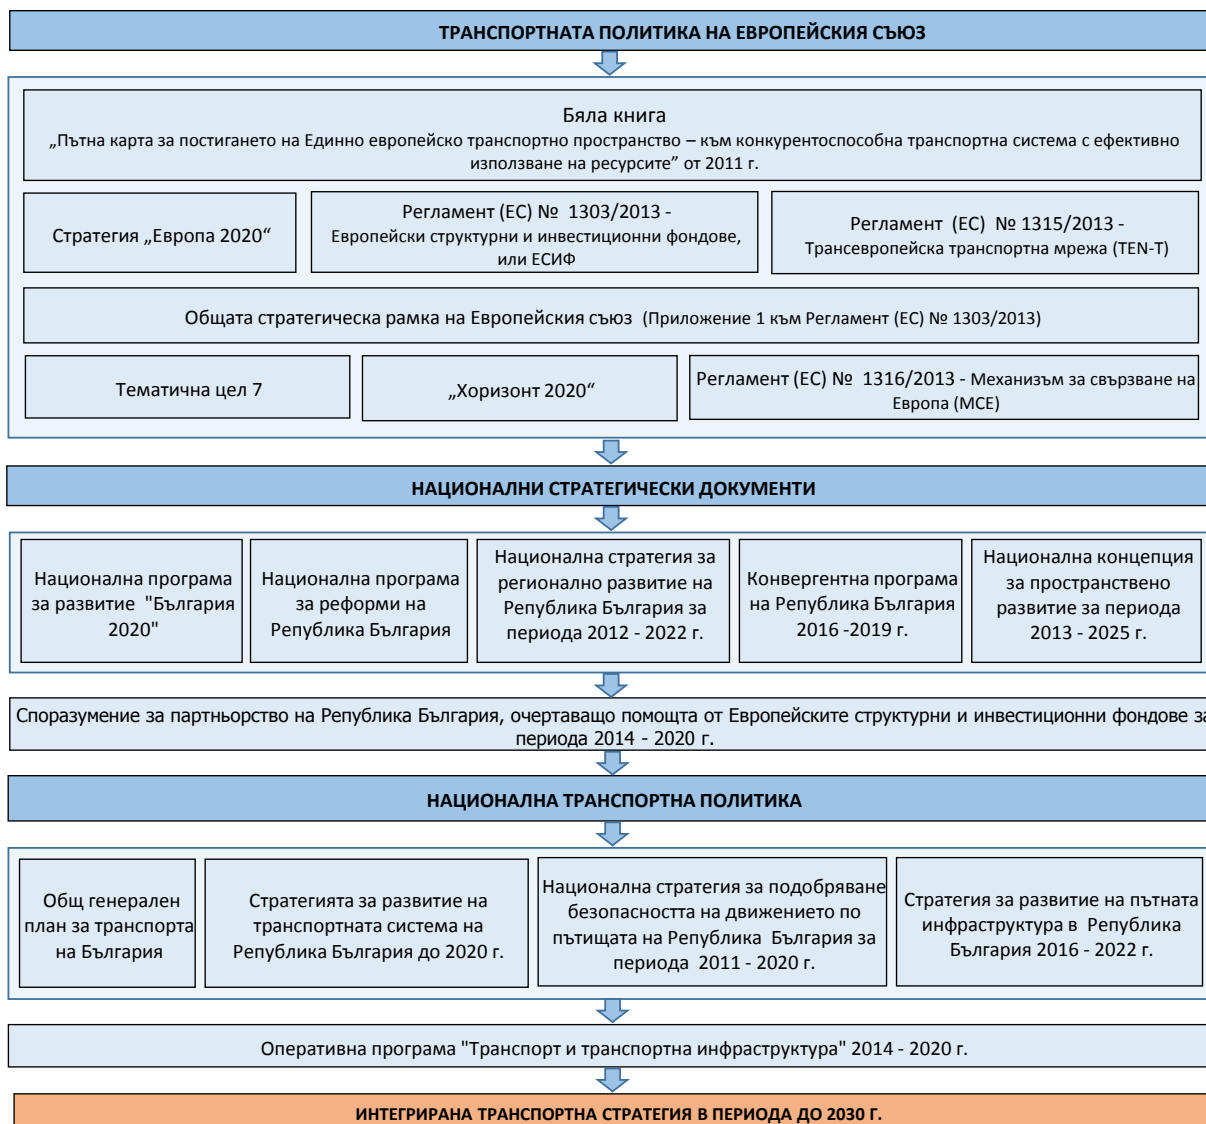 ТРАНСПОРТНАТА ПОЛИТИКА НА ЕВРОПЕЙСКИЯ СЪЮЗ
Бяла книга
„Пътна карта за постигането на Единно европейско транспортно пространство – към конкурентоспособна транспортна система с ефективно
използване на ресурсите” от 2011 г.
Стратегия „Европа 2020“
Регламент (ЕС) № 1303/2013 -
Европейски структурни и инвестиционни фондове,
или ЕСИФ
Регламент (ЕС) № 1315/2013 -
Трансевропейска транспортна мрежа (TEN-T)
Общата стратегическа рамка на Европейския съюз (Приложение 1 към Регламент (ЕС) № 1303/2013)
Тематична цел 7
„Хоризонт 2020“
Регламент (ЕС) № 1316/2013 - Механизъм за свързване на
Европа (МСЕ)
НАЦИОНАЛНИ СТРАТЕГИЧЕСКИ ДОКУМЕНТИ
Национална програма
за развитие "България
2020"
Национална програма
за реформи на
Република България
Национална стратегия за
регионално развитие на
Република България за
периода 2012 - 2022 г.
Конвергентна програма
на Република България
2016 -2019 г.
Национална концепция
за пространствено
развитие за периода
2013 - 2025 г.
Споразумение за партньорство на Република България, очертаващо помощта от Европейските структурни и инвестиционни фондове за
периода 2014 - 2020 г.
НАЦИОНАЛНА ТРАНСПОРТНА ПОЛИТИКА
Общ генерален
план за транспорта
на България
Стратегията за развитие на
транспортната система на
Република България до 2020 г.
Национална стратегия за подобряване
безопасността на движението по
пътищата на Република България за
периода 2011 - 2020 г.
Стратегия за развитие на пътната
инфраструктура в Република
България 2016 - 2022 г.
Оперативна програма "Транспорт и транспортна инфраструктура" 2014 - 2020 г.
ИНТЕГРИРАНА ТРАНСПОРТНА СТРАТЕГИЯ В ПЕРИОДА ДО 2030 Г.